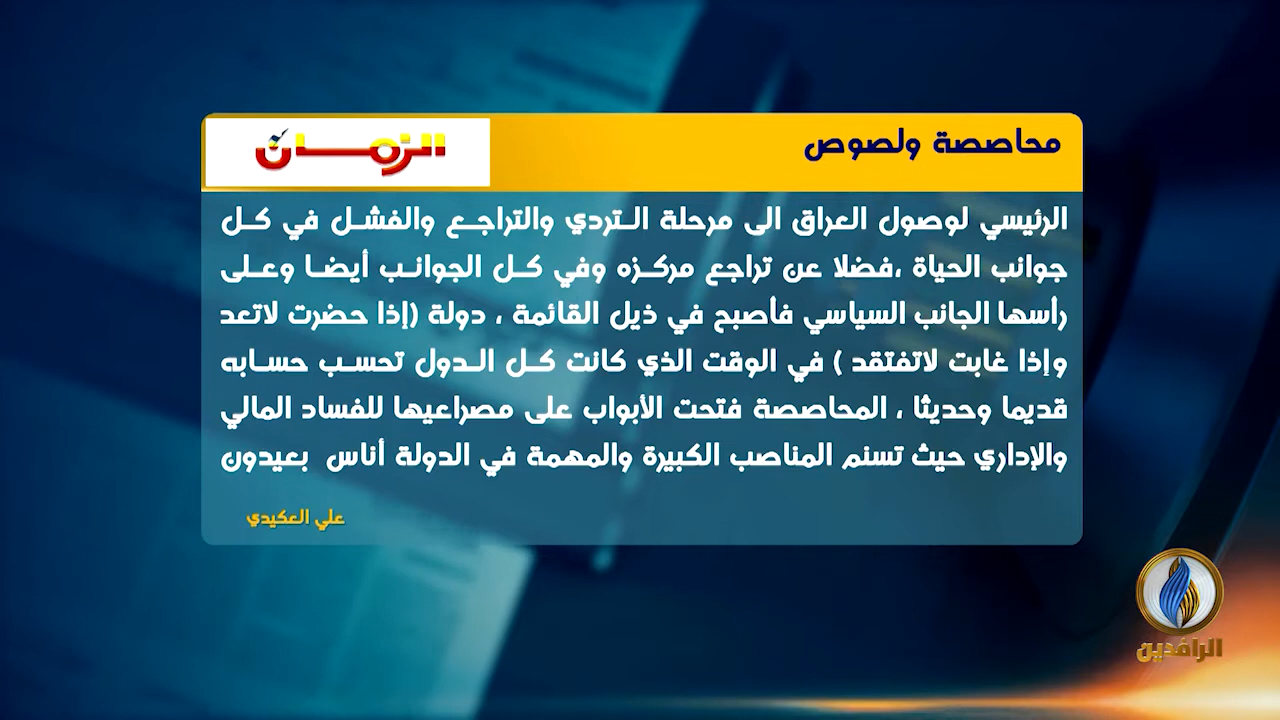 محاصصة ولصوص
الزمان
الرئيسي لوصول العراق الى مرحلة التردي والتراجع والفشل في كل
جوانب الحياة ،فضلا عن تراجع مركزه وفي كل الجوانب أيضا وعلى
رأسها الجانب السياسي فأصبح في ذيل القائمة ، دولة (إذا حضرت لاتعد
وإذا غابت لاتفتقد ) في الوقت الذي كانت كل الدول تحسب حسابه
قديما وحديثا ، المحاصصة فتحت الأبواب على مصراعيها للفساد المالي
والإداري حيث تسنم المناصب الكبيرة والمهمة في الدولة أناس بعيدون
علي العكيدي
الرافدين